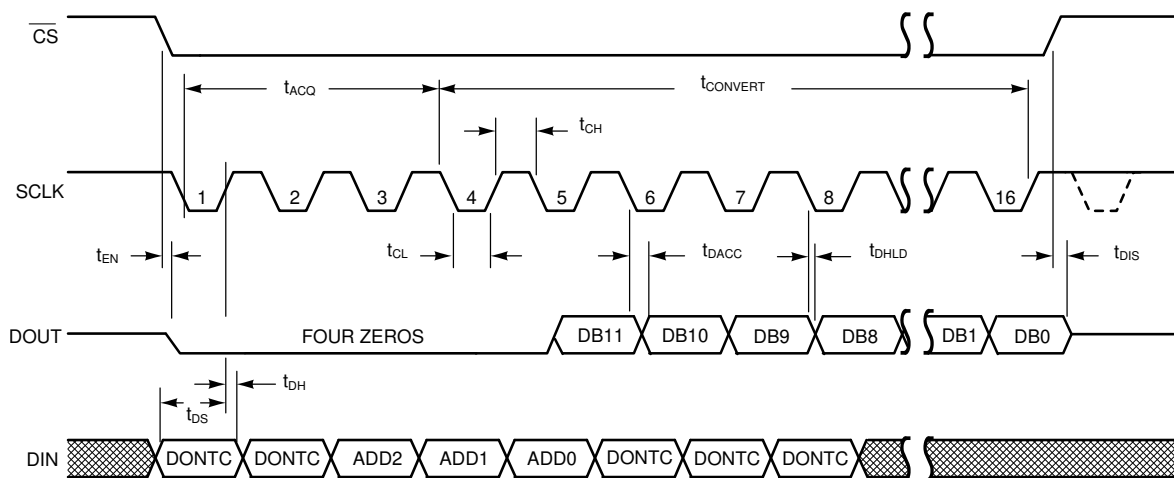 CS
tACQ
tCONVERT
tCH
SCLK
1 2 3 4 5 6 7 8 16
tEN
tCL
tDACC
tDHLD
tDIS
DOUT
FOUR ZEROS
DB11 DB10 DB9 DB8 DB1 DB0
tDH
tDS
DIN
DONTC DONTC ADD2 ADD1 ADD0 DONTC DONTC DONTC